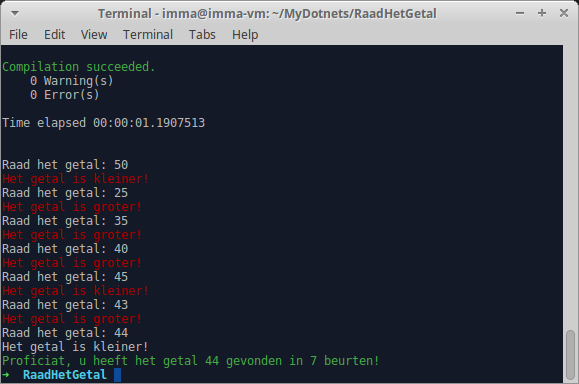 Terminal - imma@imma-vm: ~/MyDotnets/RaadHetGetal
File Edit View Terminal Tabs Help
Compilation succeeded.
0 Warning(s)
0 Error(s)
Time elapsed 00:00:01.1907513
Raad het getal: 50
Het getal is kleiner!
Raad het getal: 25
Het getal is groter!
Raad het getal: 35
Het getal is groter!
Raad het getal: 40
Het getal is groter!
Raad het getal: 45
Het getal is kleiner!
Raad het getal: 43
Het getal is groter!
Raad het getal: 44
Het getal is kleiner!
Proficiat, u heeft het getal 44 gevonden in 7 beurten!
➜ RaadHetGetal